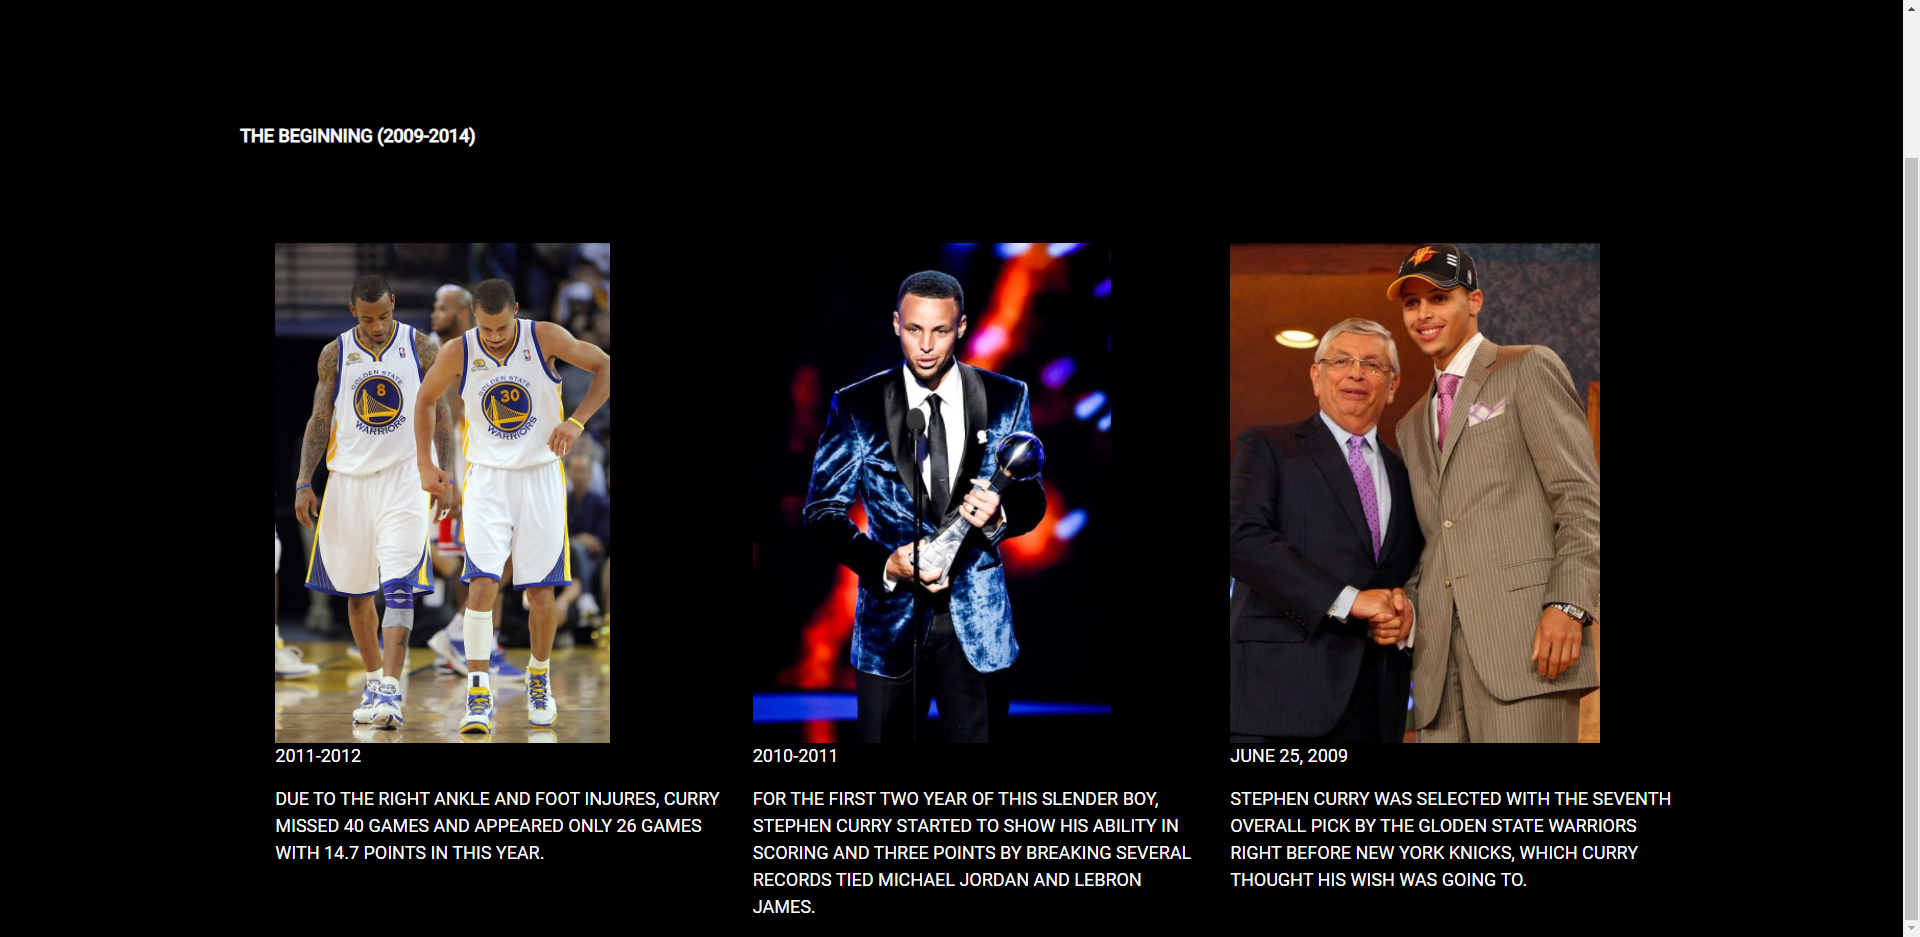 THE BEGINNING (2009-2014)
GOLDEN STATE
8
WARRIORS
GOLDEN STATE
30
WARRIORS
2011-2012
DUE TO THE RIGHT ANKLE AND FOOT INJURES, CURRY
MISSED 40 GAMES AND APPEARED ONLY 26 GAMES
WITH 14.7 POINTS IN THIS YEAR.
2010-2011
FOR THE FIRST TWO YEAR OF THIS SLENDER BOY,
STEPHEN CURRY STARTED TO SHOW HIS ABILITY IN
SCORING AND THREE POINTS BY BREAKING SEVERAL
RECORDS TIED MICHAEL JORDAN AND LEBRON
JAMES.
JUNE 25, 2009
STEPHEN CURRY WAS SELECTED WITH THE SEVENTH
OVERALL PICK BY THE GLODEN STATE WARRIORS
RIGHT BEFORE NEW YORK KNICKS, WHICH CURRY
THOUGHT HIS WISH WAS GOING TO.